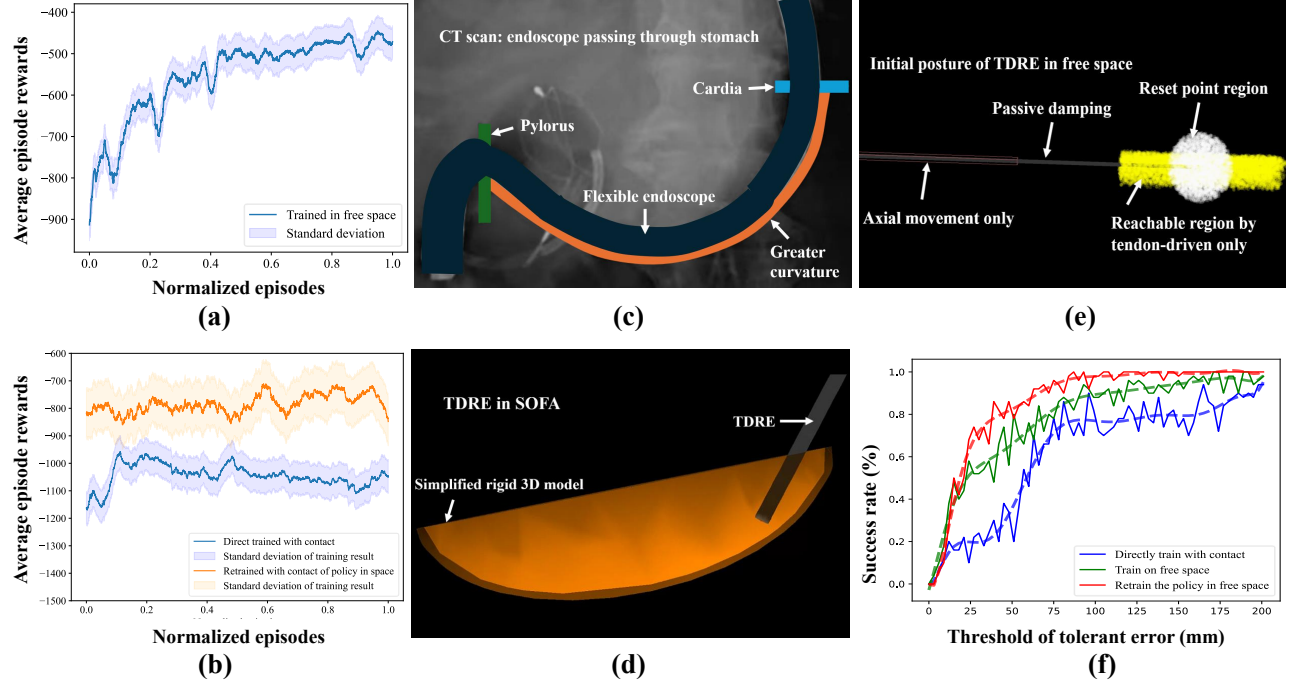 −400
−500
−600
−700
−800
−900
0.0 0.2 0.4 0.6 0.8 1.0
Average episode rewards
Normalized episodes
Trained in free space
Standard deviation
(a)
CT scan: endoscope passing through stomach
Cardia
Pylorus
Flexible endoscope
Greater
curvature
(c)
Initial posture of TDRE in free space
Reset point region
Passive damping
Axial movement only
Reachable region by
tendon-driven only
(e)
−600
−700
−800
−900
−1000
−1100
−1200
−1300
−1400
−1500
0.0 0.2 0.4 0.6 0.8 1.0
Average episode rewards
Normalized episodes
Direct trained with contact
Standard deviation of training result
Retrained with contact of policy in space
Standard deviation of training result
(b)
TDRE in SOFA
TDRE
Simplified rigid 3D model
(d)
1.0
0.8
0.6
0.4
0.2
0.0
0 25 50 75 100 125 150 175 200
Success rate (%)
Threshold of tolerant error (mm)
Directly train with contact
Train on free space
Retrain the policy in free space
(f)